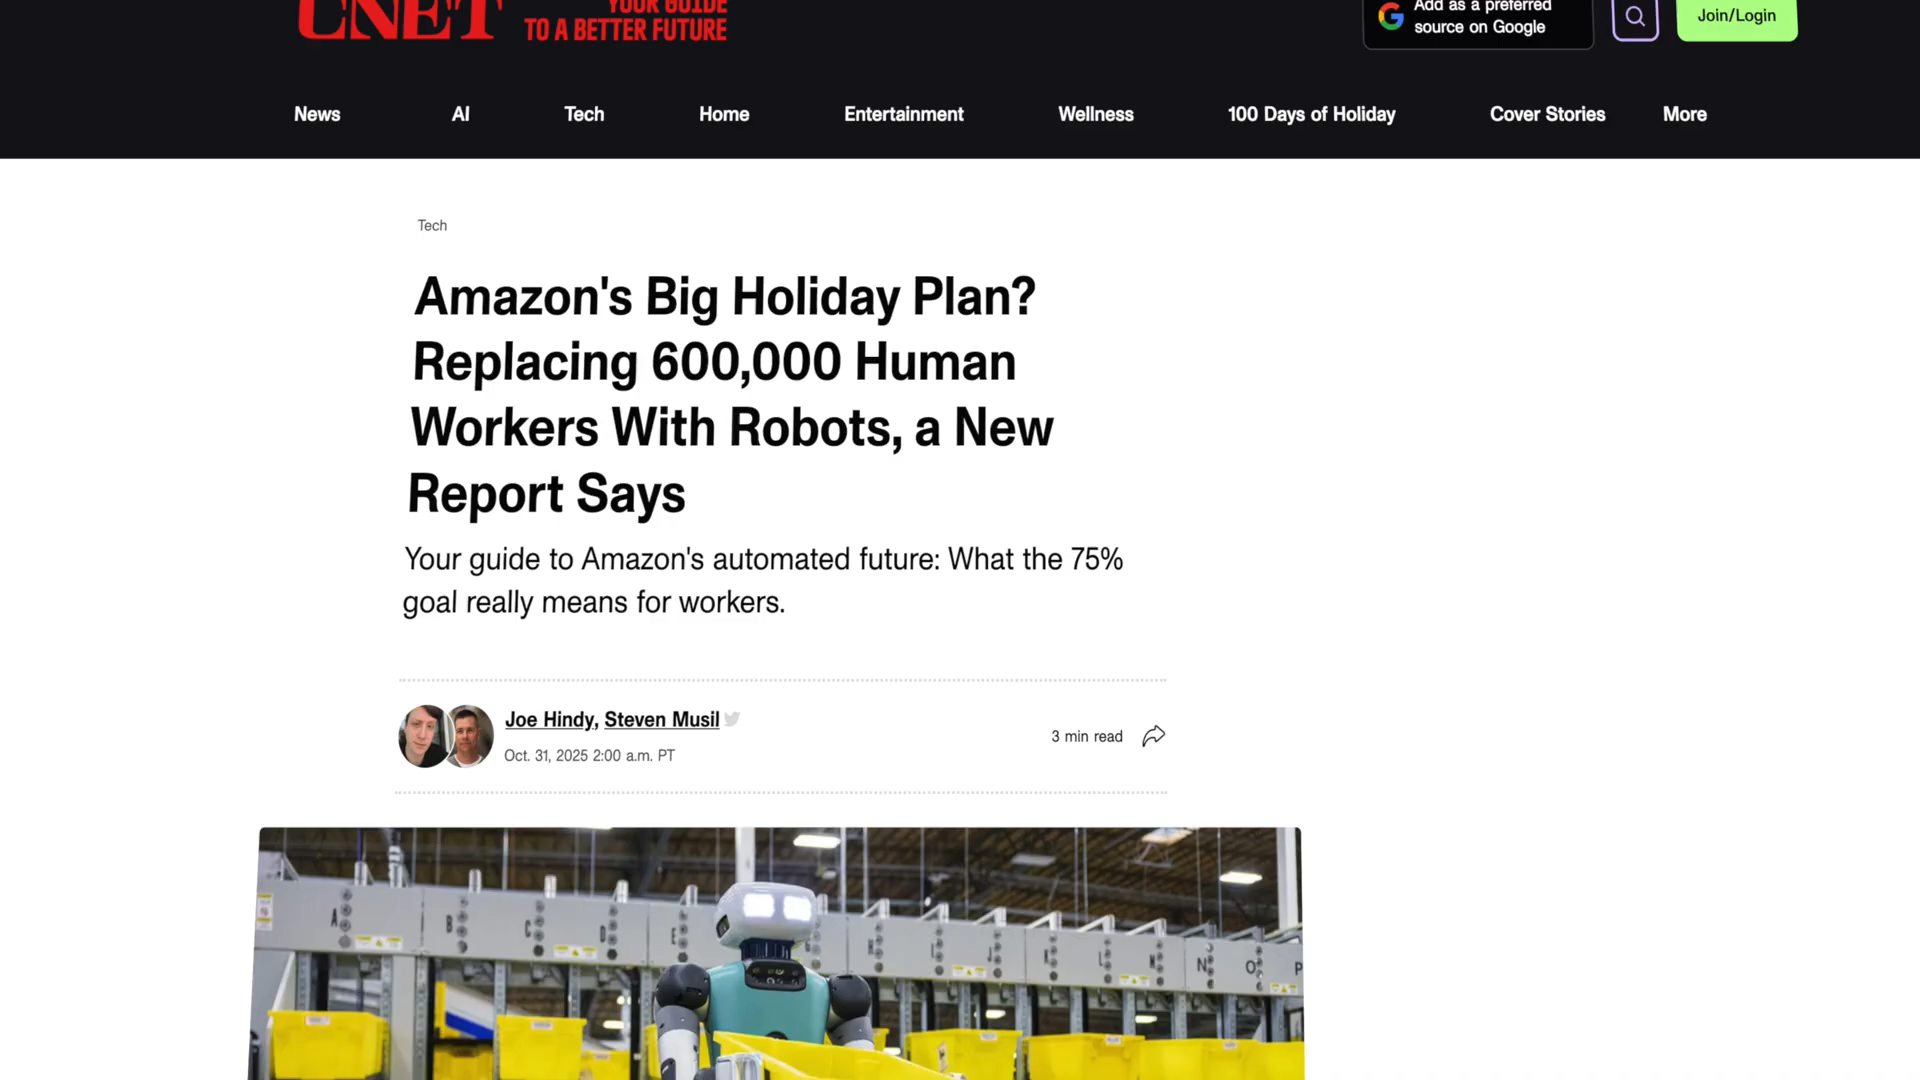 CNET
YOUR GUIDE
TO A BETTER FUTURE
Add as a preferred
source on Google
Join/Login
News
AI
Tech
Home
Entertainment
Wellness
100 Days of Holiday
Cover Stories
More
Tech
Amazon's Big Holiday Plan?
Replacing 600,000 Human
Workers With Robots, a New
Report Says
Your guide to Amazon's automated future: What the 75%
goal really means for workers.
Joe Hindy, Steven Musil
Oct. 31, 2025 2:00 a.m. PT
3 min read
A
B
C
D
E
H
I
J
K
L
M
N
O
P